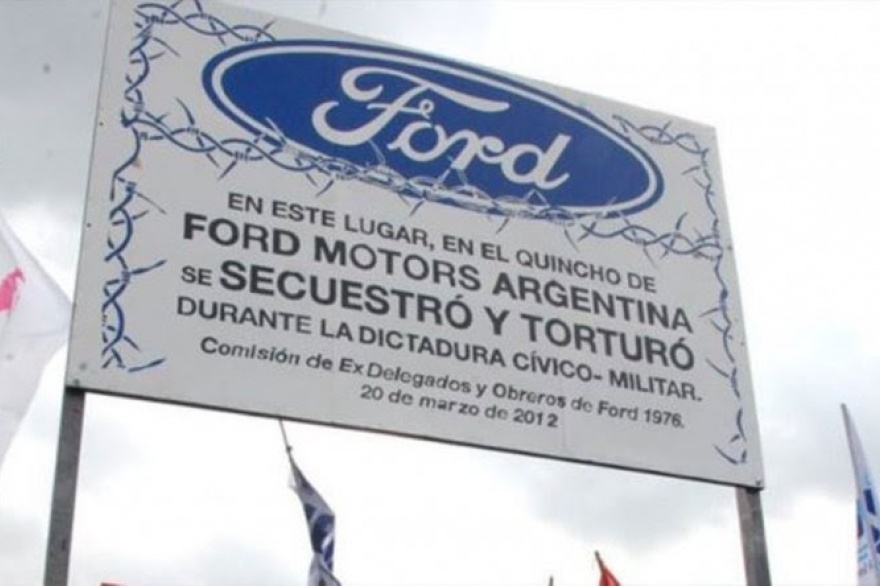 Ford
EN ESTE LUGAR, EN EL QUINCHO DE
FORD MOTORS ARGENTINA
SE SECUESTRÓ Y TORTURÓ
DURANTE LA DICTADURA CÍVICO- MILITAR.
Comisión de Ex Delegados y Obreros de Ford 1976.
20 de marzo de 2012